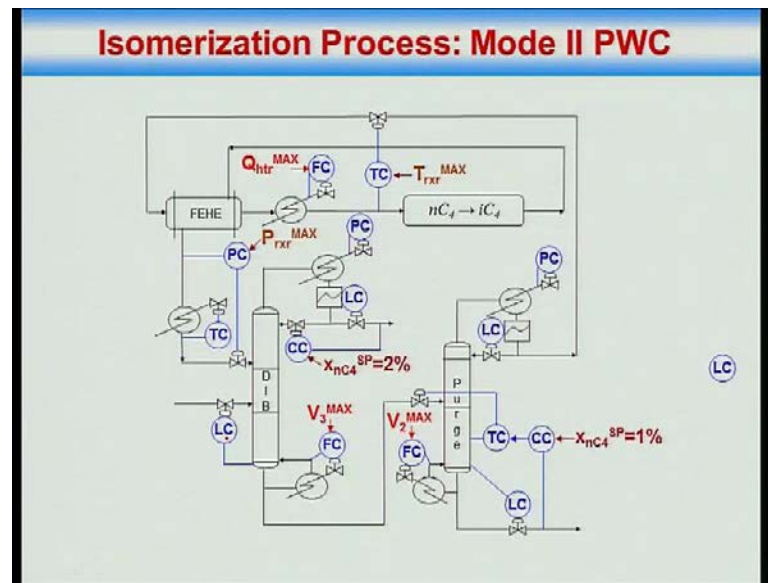 Isomerization Process: Mode II PWC
Q_htr^MAX
FC
TC
T_rxr^MAX
FEHE
nC₄ → iC₄
P_rxr^MAX
PC
PC
PC
LC
TC
LC
CC
x_nC4^SP=2%
LC
DIB
Purge
V₃^MAX
V₂^MAX
LC
FC
FC
TC
CC
x_nC4^SP=1%
LC